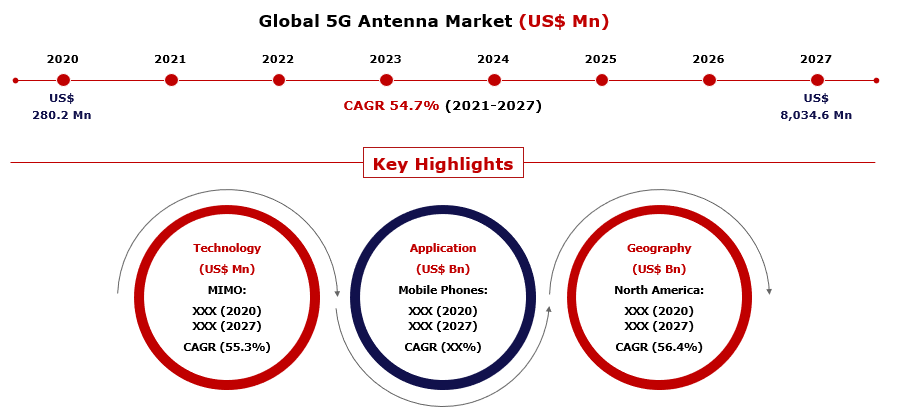 Global 5G Antenna Market (US$ Mn)
2020 2021 2022 2023 2024 2025 2026 2027
US$
280.2 Mn
CAGR 54.7% (2021-2027)
US$
8,034.6 Mn
Key Highlights
Technology
(US$ Mn)
MIMO:
XXX (2020)
XXX (2027)
CAGR (55.3%)
Application
(US$ Bn)
Mobile Phones:
XXX (2020)
XXX (2027)
CAGR (XX%)
Geography
(US$ Bn)
North America:
XXX (2020)
XXX (2027)
CAGR (56.4%)